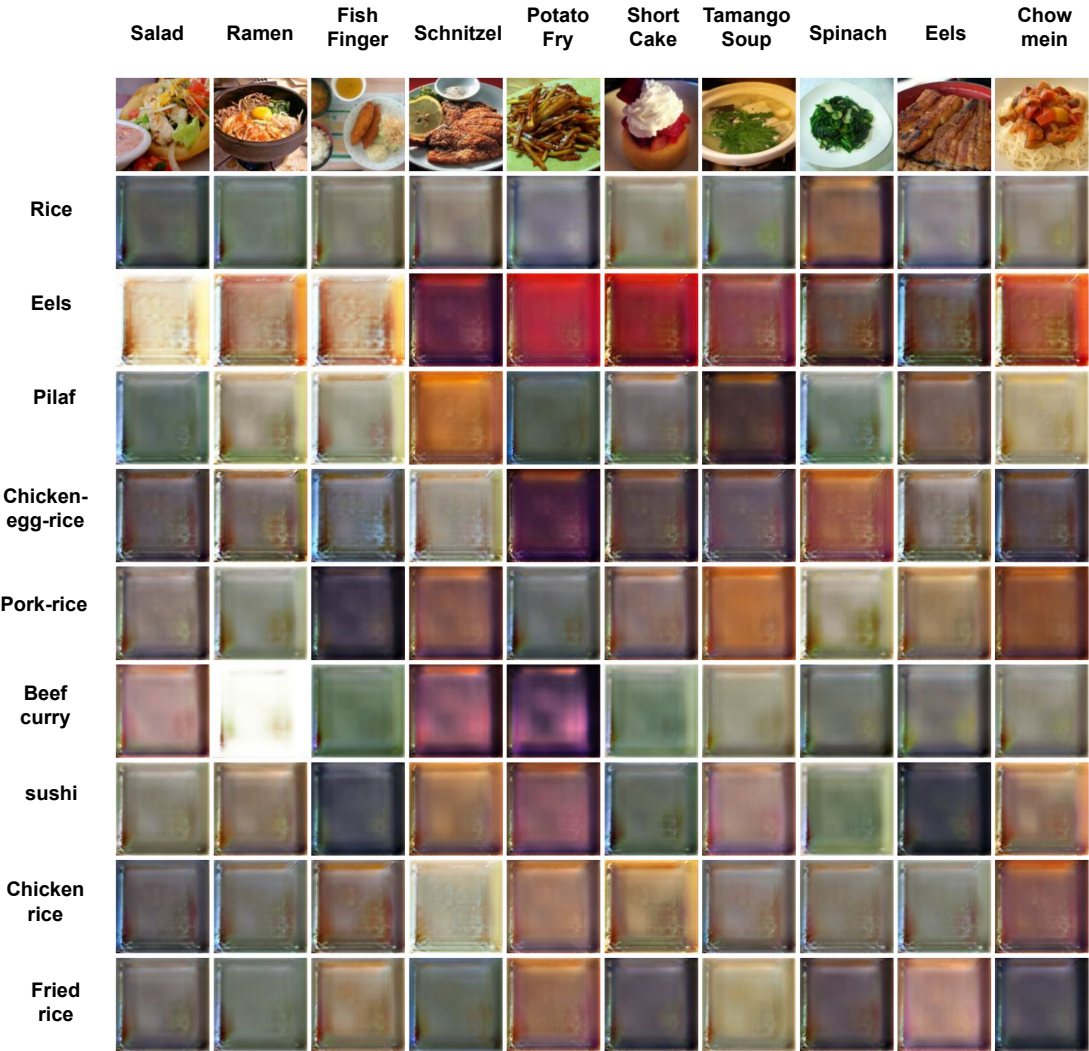 Salad Ramen Fish Finger Schnitzel Potato Fry Short Cake Tamango Soup Spinach Eels Chow mein
Rice
Eels
Pilaf
Chicken-
egg-rice
Pork-rice
Beef
curry
sushi
Chicken
rice
Fried
rice